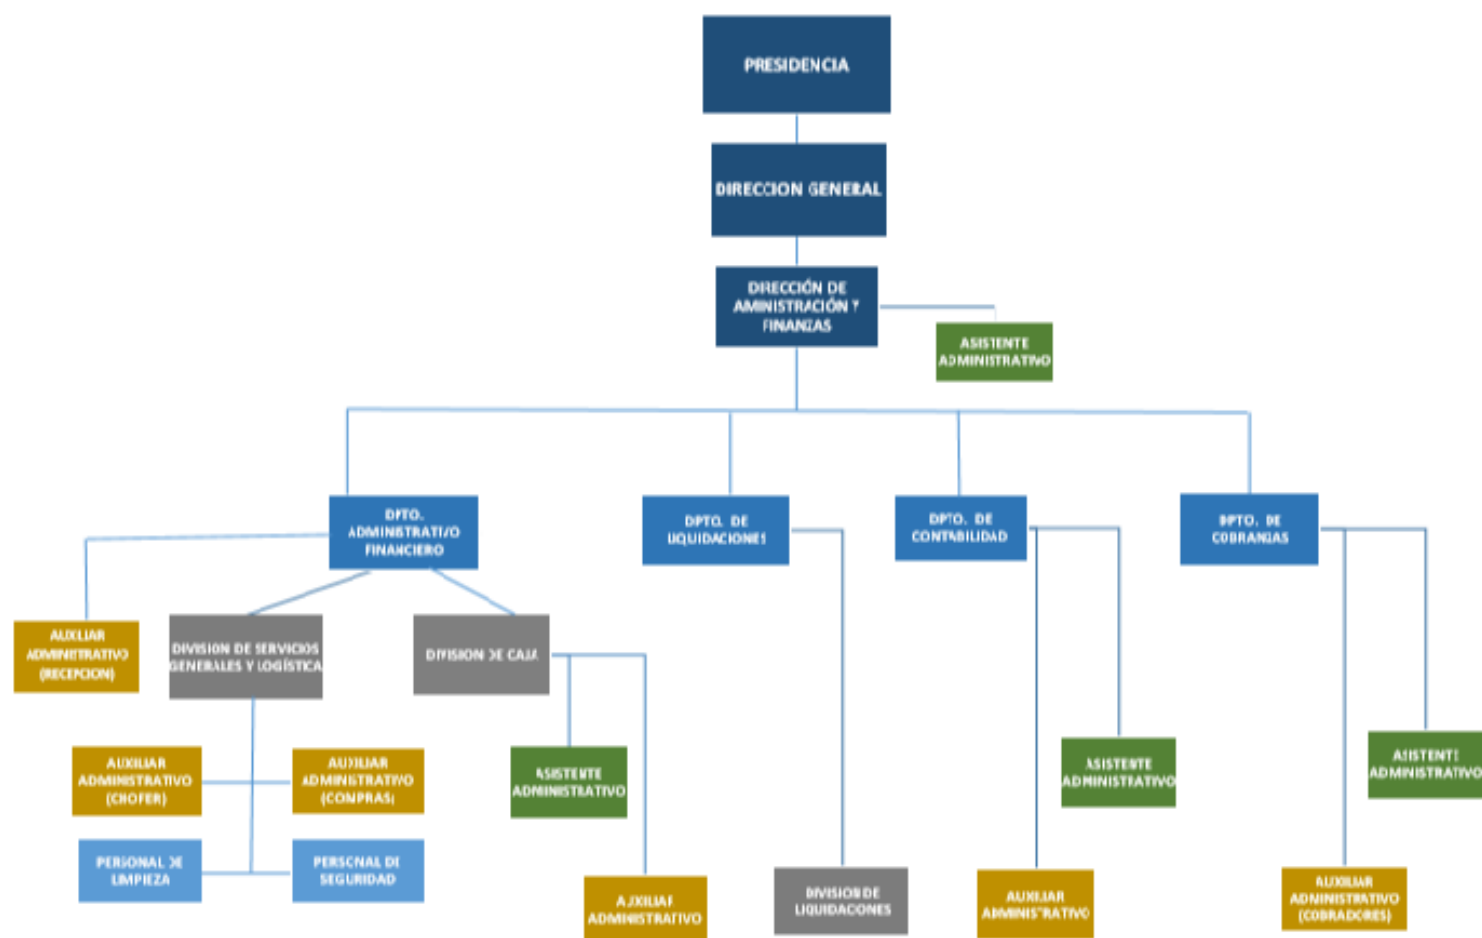 PRESIDENCIA
DIRECCION GENERAL
DIRECCIÓN DE
AMINISTRACIÓN Y
FINANZAS
ASISTENTE
ADMINISTRATIVO
DPTO.
ADMINISTRATIVO
FINANCIERO
DPTO. DE
LIQUIDACIONES
DPTO. DE
CONTABILIDAD
DPTO. DE
COBRANZAS
AUXILIAR
ADMINISTRATIVO
(RECEPCION)
DIVISION DE SERVICIOS
GENERALES Y LOGÍSTICA
DIVISION DE CAJA
AUXILIAR
ADMINISTRATIVO
(CHOFER)
AUXILIAR
ADMINISTRATIVO
(COMPRAS)
ASISTENTE
ADMINISTRATIVO
ASISTENTE
ADMINISTRATIVO
ASISTENTE
ADMINISTRATIVO
PERSONAL DE
LIMPIEZA
PERSONAL DE
SEGURIDAD
AUXILIAR
ADMINISTRATIVO
DIVISION DE
LIQUIDACIONES
AUXILIAR
ADMINISTRATIVO
AUXILIAR
ADMINISTRATIVO
(COBRADORES)